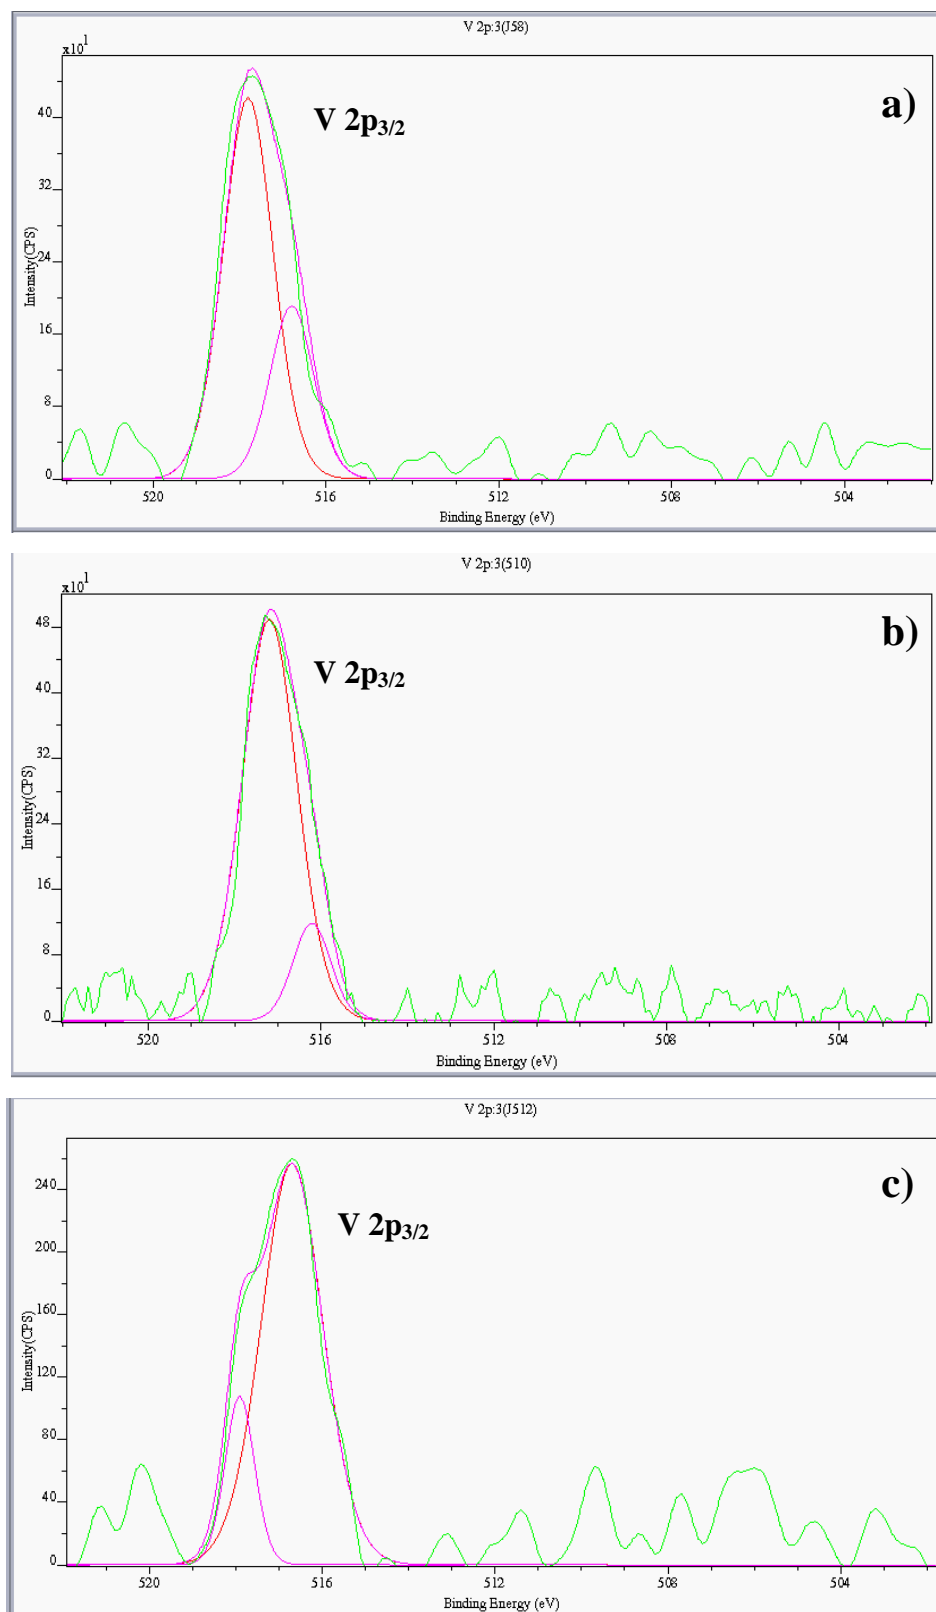 V 2p:3(J58)
x10¹
a)
V 2p3/2
40
32
24
16
8
0
Intensity(CPS)
520
516
512
508
504
Binding Energy (eV)
V 2p:3(510)
x10¹
b)
V 2p3/2
48
40
32
24
16
8
0
Intensity(CPS)
520
516
512
508
504
Binding Energy (eV)
V 2p:3(J512)
c)
V 2p3/2
240
200
160
120
80
40
0
Intensity(CPS)
520
516
512
508
504
Binding Energy (eV)